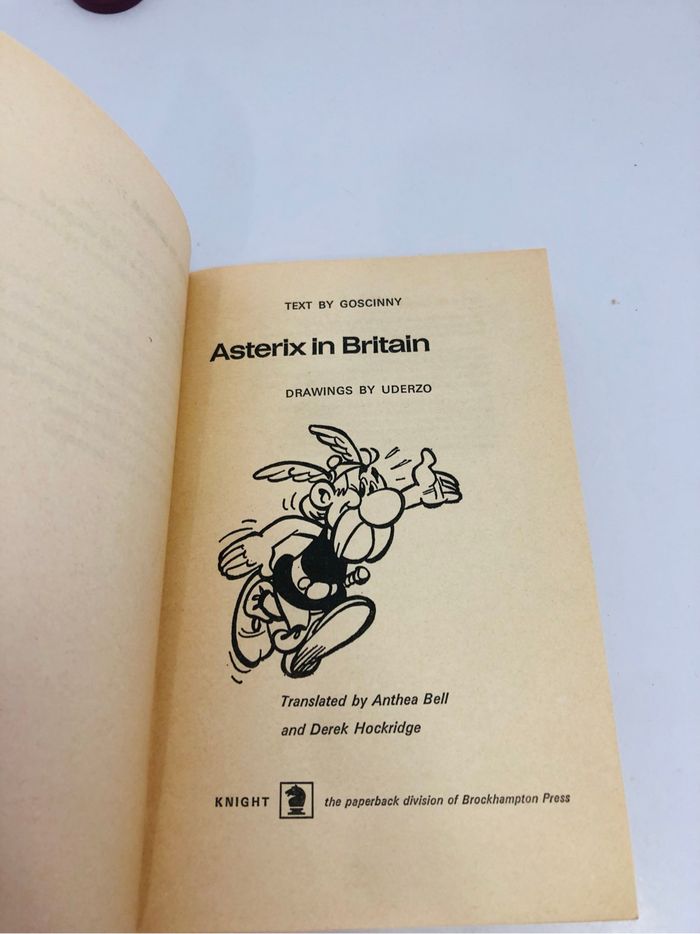 TEXT BY GOSCINNY
Asterix in Britain
DRAWINGS BY UDERZO
Translated by Anthea Bell
and Derek Hockridge
KNIGHT the paperback division of Brockhampton Press